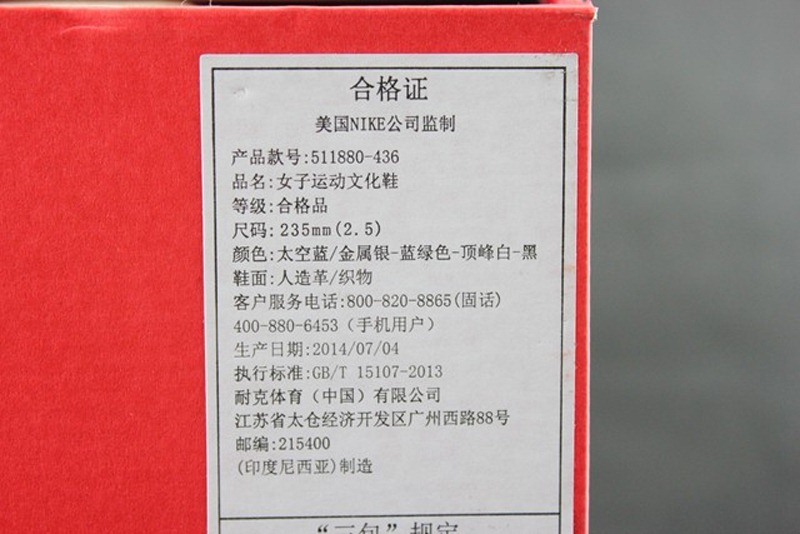 合格证
美国NIKE公司监制
产品款号:511880-436
品名:女子运动文化鞋
等级:合格品
尺码: 235mm(2.5)
颜色:太空蓝/金属银-蓝绿色-顶峰白-黑
鞋面:人造革/织物
客户服务电话:800-820-8865(固话)
400-880-6453（手机用户）
生产日期:2014/07/04
执行标准:GB/T 15107-2013
耐克体育（中国）有限公司
江苏省太仓经济开发区广州西路88号
邮编:215400
(印度尼西亚)制造
“三包”规定